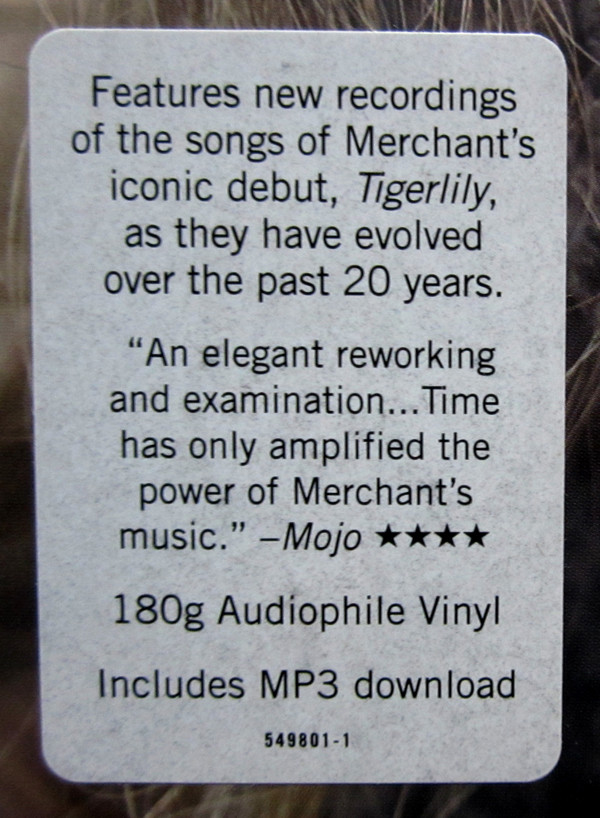 Features new recordings
of the songs of Merchant’s
iconic debut, Tigerlily,
as they have evolved
over the past 20 years.
“An elegant reworking
and examination...Time
has only amplified the
power of Merchant’s
music.” –Mojo ★★★★
180g Audiophile Vinyl
Includes MP3 download
549801-1